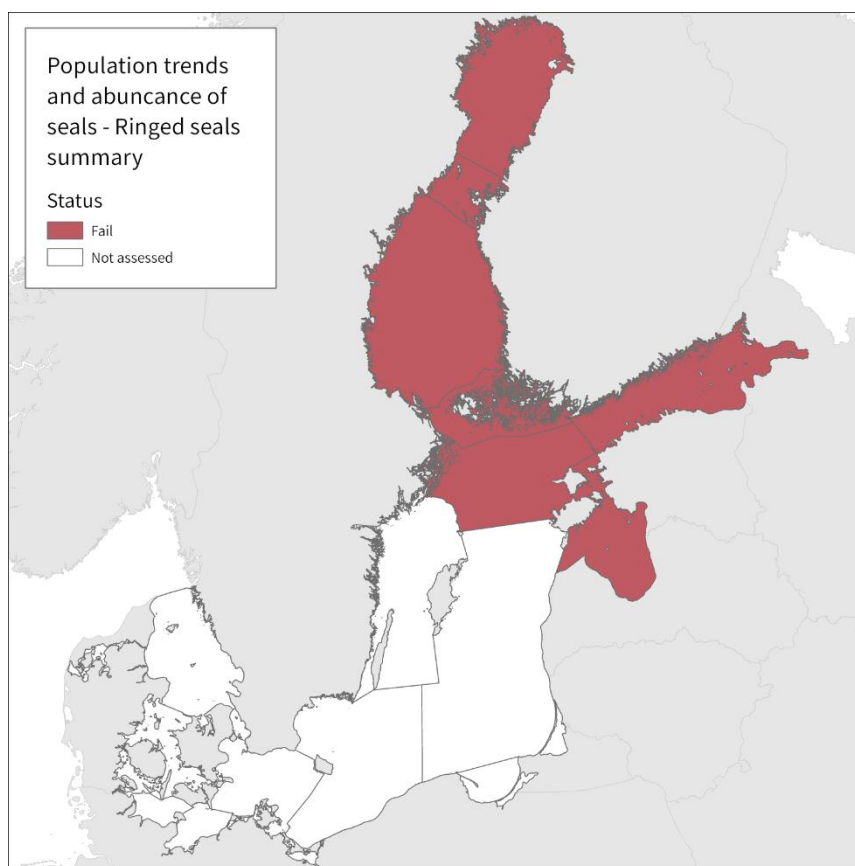 Population trends
and abuncance of
seals - Ringed seals
summary
Status
Fail
Not assessed